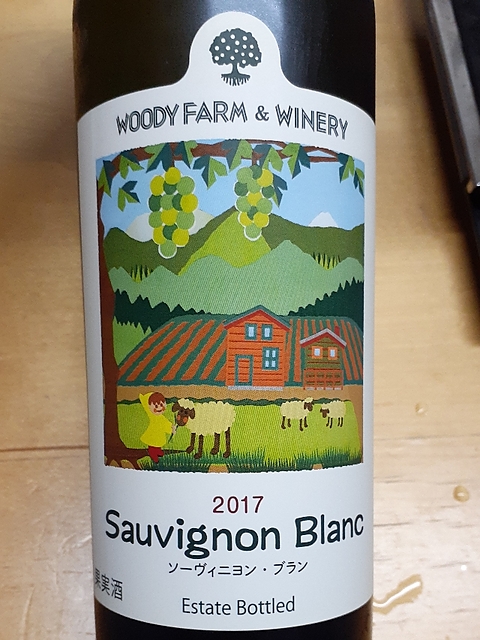 WOODY FARM & WINERY
2017
Sauvignon Blanc
ソーヴィニヨン・ブラン
果実酒
Estate Bottled